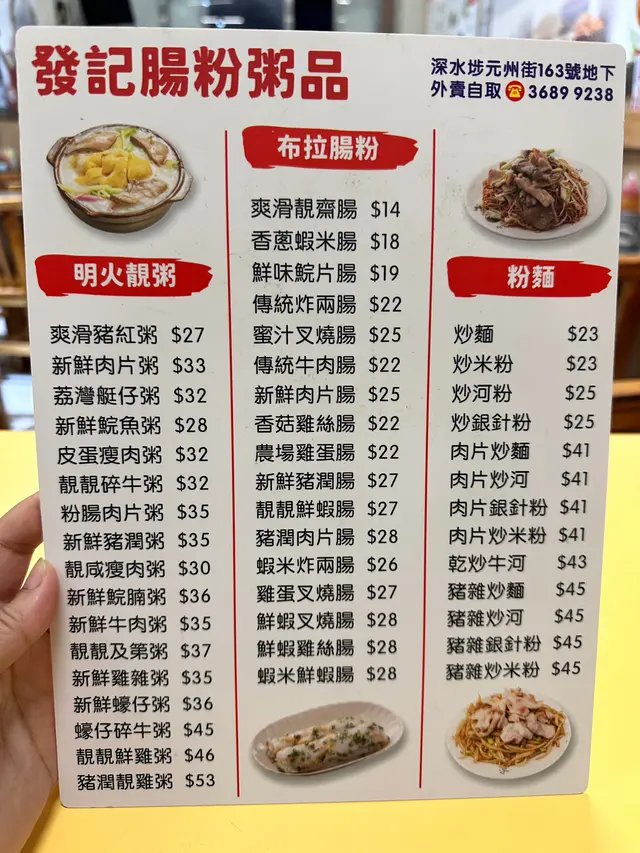 發記腸粉粥品
深水埗元州街163號地下
外賣自取☎3689 9238
明火靚粥
爽滑豬紅粥 $27
新鮮肉片粥 $33
荔灣艇仔粥 $32
新鮮鯇魚粥 $28
皮蛋瘦肉粥 $32
靚靚碎牛粥 $32
粉腸肉片粥 $35
新鮮豬潤粥 $35
靚咸瘦肉粥 $30
新鮮鯇腩粥 $36
新鮮牛肉粥 $35
靚靚及第粥 $37
新鮮雞雜粥 $35
新鮮蠔仔粥 $36
蠔仔碎牛粥 $45
靚靚鮮雞粥 $46
豬潤靚雞粥 $53
布拉腸粉
爽滑靚齋腸 $14
香蔥蝦米腸 $18
鮮味鯇片腸 $19
傳統炸兩腸 $22
蜜汁叉燒腸 $25
傳統牛肉腸 $22
新鮮肉片腸 $25
香菇雞絲腸 $22
農場雞蛋腸 $22
新鮮豬潤腸 $27
靚靚鮮蝦腸 $27
豬潤肉片腸 $28
蝦米炸兩腸 $26
雞蛋叉燒腸 $27
鮮蝦叉燒腸 $28
鮮蝦雞絲腸 $28
蝦米鮮蝦腸 $28
粉麵
炒麵 $23
炒米粉 $23
炒河粉 $25
炒銀針粉 $25
肉片炒麵 $41
肉片炒河 $41
肉片銀針粉 $41
肉片炒米粉 $41
乾炒牛河 $43
豬雜炒麵 $45
豬雜炒河 $45
豬雜銀針粉 $45
豬雜炒米粉 $45